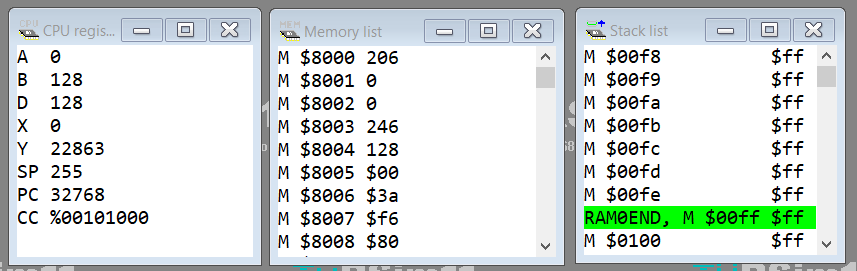 CPU regis...
A 0
B 128
D 128
X 0
Y 22863
SP 255
PC 32768
CC %00101000
MEM
Memory list
M $8000 206
M $8001 0
M $8002 0
M $8003 246
M $8004 128
M $8005 $00
M $8006 $3a
M $8007 $f6
M $8008 $80
Stack list
M $00f8 $ff
M $00f9 $ff
M $00fa $ff
M $00fb $ff
M $00fc $ff
M $00fd $ff
M $00fe $ff
RAM0END, M $00ff $ff
M $0100 $ff